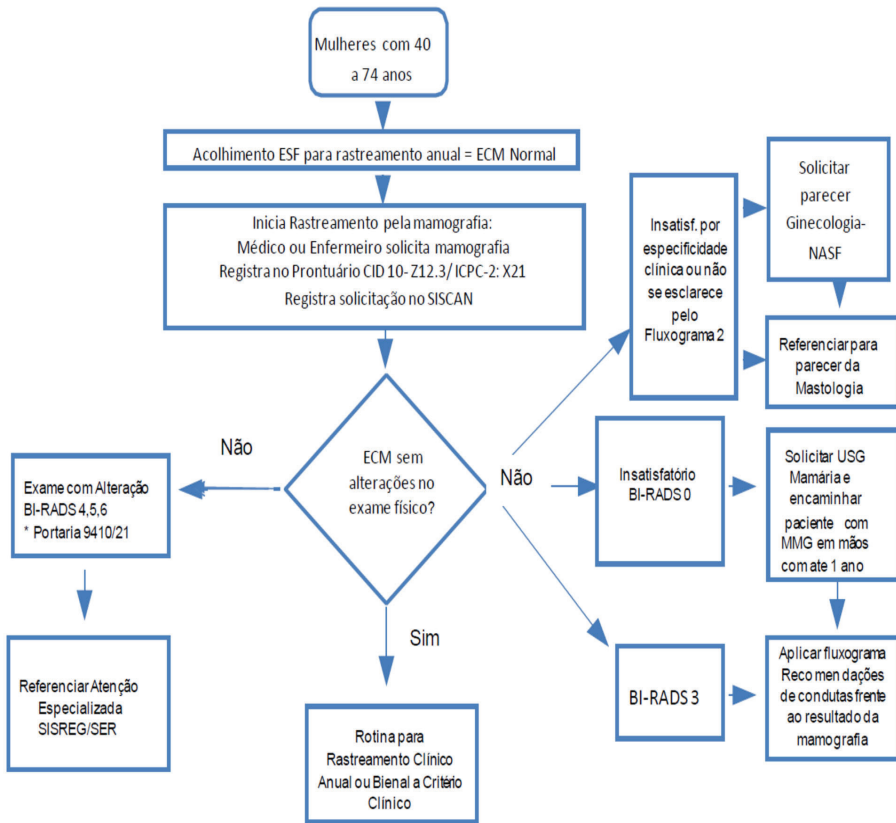 Mulheres com 40
a 74 anos
Acolhimento ESF para rastreamento anual = ECM Normal
Inicia Rastreamento pela mamografia:
Médico ou Enfermeiro solicita mamografia
Registra no Prontuário CID 10- Z12.3/ ICPC-2: X21
Registra solicitação no SISCAN
Insatisf. por
especificidade
clínica ou não
se esclarece
pelo
Fluxograma 2
Solicitar
parecer
Ginecologia-
NASF
Referenciar para
parecer da
Mastologia
ECM sem
alterações no
exame físico?
Não
Não
Sim
Exame com Alteração
BI-RADS 4,5,6
* Portaria 9410/21
Referenciar Atenção
Especializada
SISREG/SER
Insatisfatório
BI-RADS 0
Solicitar USG
Mamária e
encaminhar
paciente com
MMG em mãos
com ate 1 ano
BI-RADS 3
Aplicar fluxograma
Recomen dações
de condutas frente
ao resultado da
mamografia
Rotina para
Rastreamento Clínico
Anual ou Bienal a Critério
Clínico